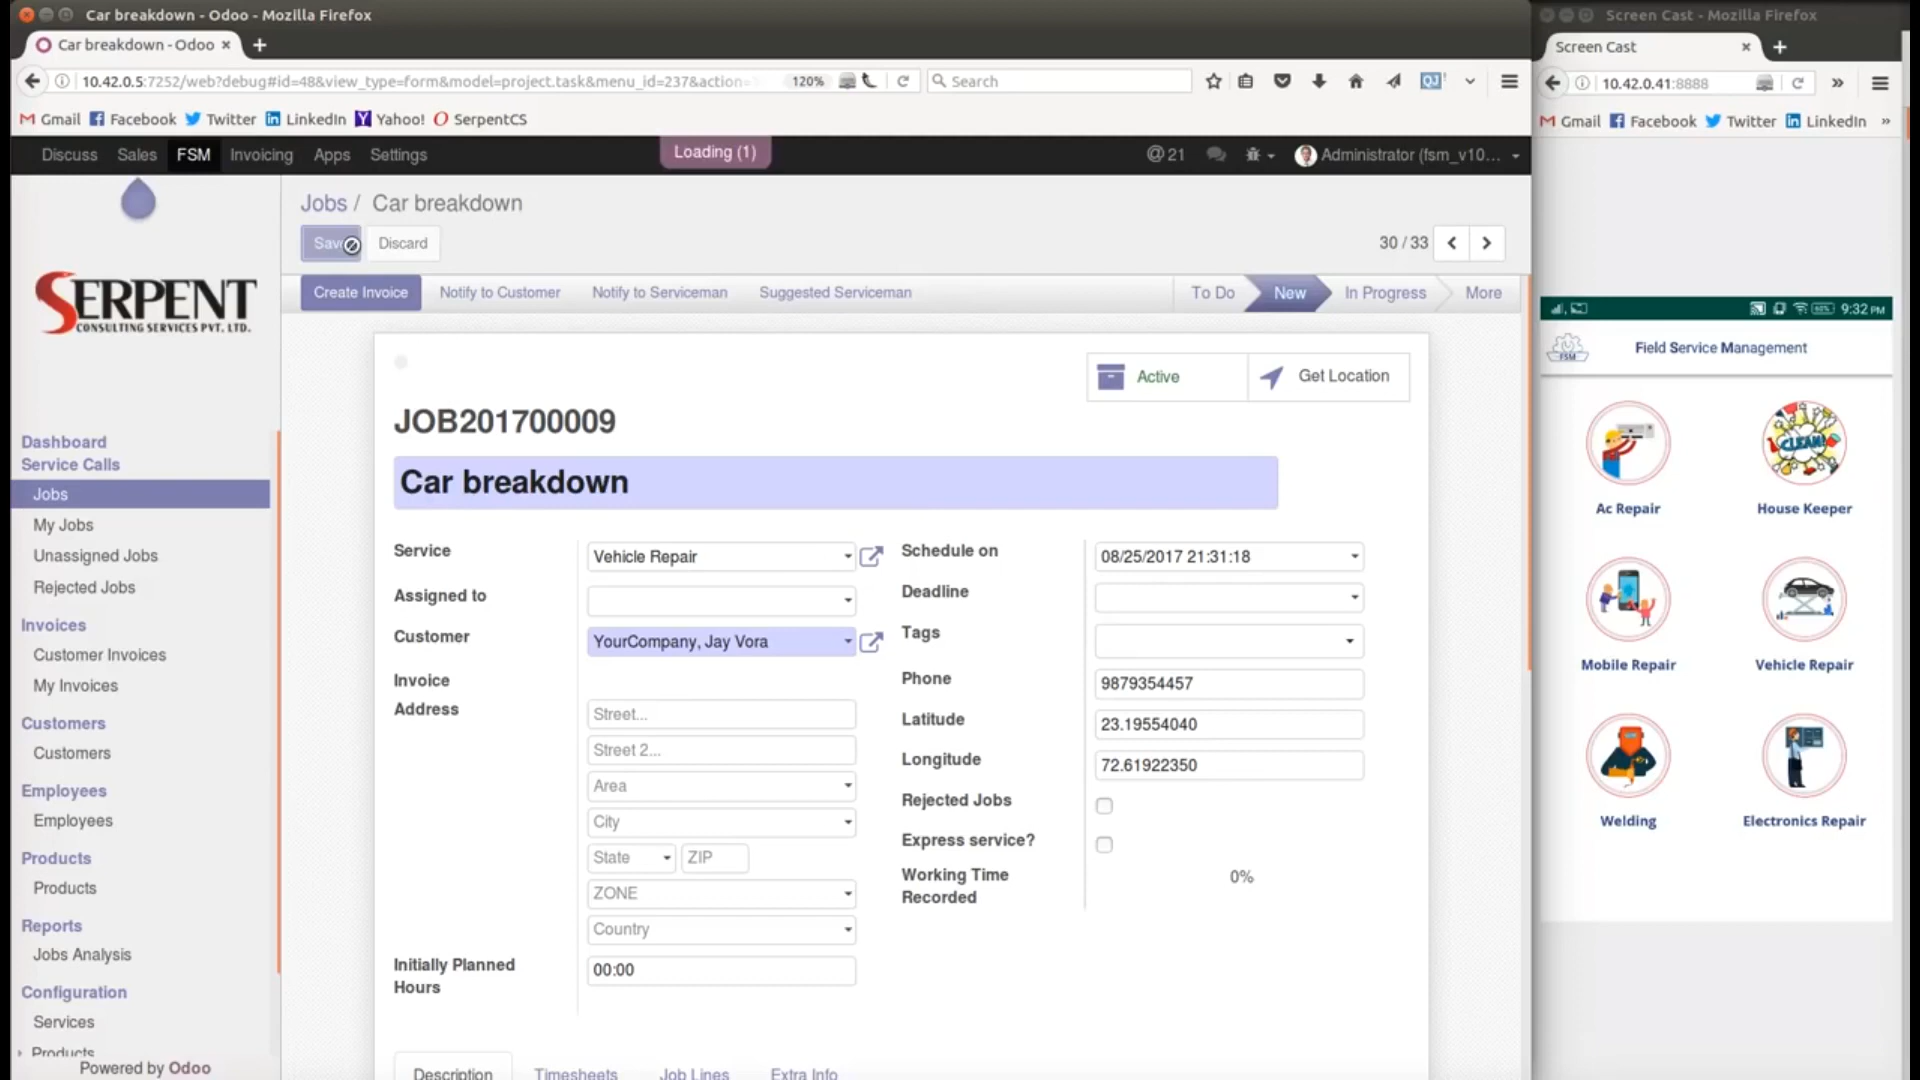 Car breakdown - Odoo - Mozilla Firefox
Car breakdown - Odoo × +
10.42.0.5:7252/web?debug#id=48&view_type=form&model=project.task&menu_id=237&action= 120% Search
Gmail Facebook Twitter LinkedIn Yahoo! SerpentCS
Discuss Sales FSM Invoicing Apps Settings Loading (1) @ 21 Administrator (fsm_v10...
SERPENT
CONSULTING SERVICES PVT. LTD.
Dashboard
Service Calls
Jobs
My Jobs
Unassigned Jobs
Rejected Jobs
Invoices
Customer Invoices
My Invoices
Customers
Customers
Employees
Employees
Products
Products
Reports
Jobs Analysis
Configuration
Services
Products
Powered by Odoo
Jobs / Car breakdown
Save Discard 30 / 33
Create Invoice Notify to Customer Notify to Serviceman Suggested Serviceman To Do New In Progress More
Active Get Location
JOB201700009
Car breakdown
Service Vehicle Repair
Assigned to
Customer YourCompany, Jay Vora
Invoice
Address Street...
Street 2...
Area
City
State ZIP
ZONE
Country
Initially Planned
Hours
00:00
Schedule on 08/25/2017 21:31:18
Deadline
Tags
Phone 9879354457
Latitude 23.19554040
Longitude 72.61922350
Rejected Jobs
Express service?
Working Time
Recorded
0%
Description Timesheets Job Lines Extra Info
Screen Cast - Mozilla Firefox
Screen Cast × +
10.42.0.41:8888 »
Gmail Facebook Twitter LinkedIn »
9:32 PM
FSM Field Service Management
CLEAN!
Ac Repair House Keeper
Mobile Repair Vehicle Repair
Welding Electronics Repair